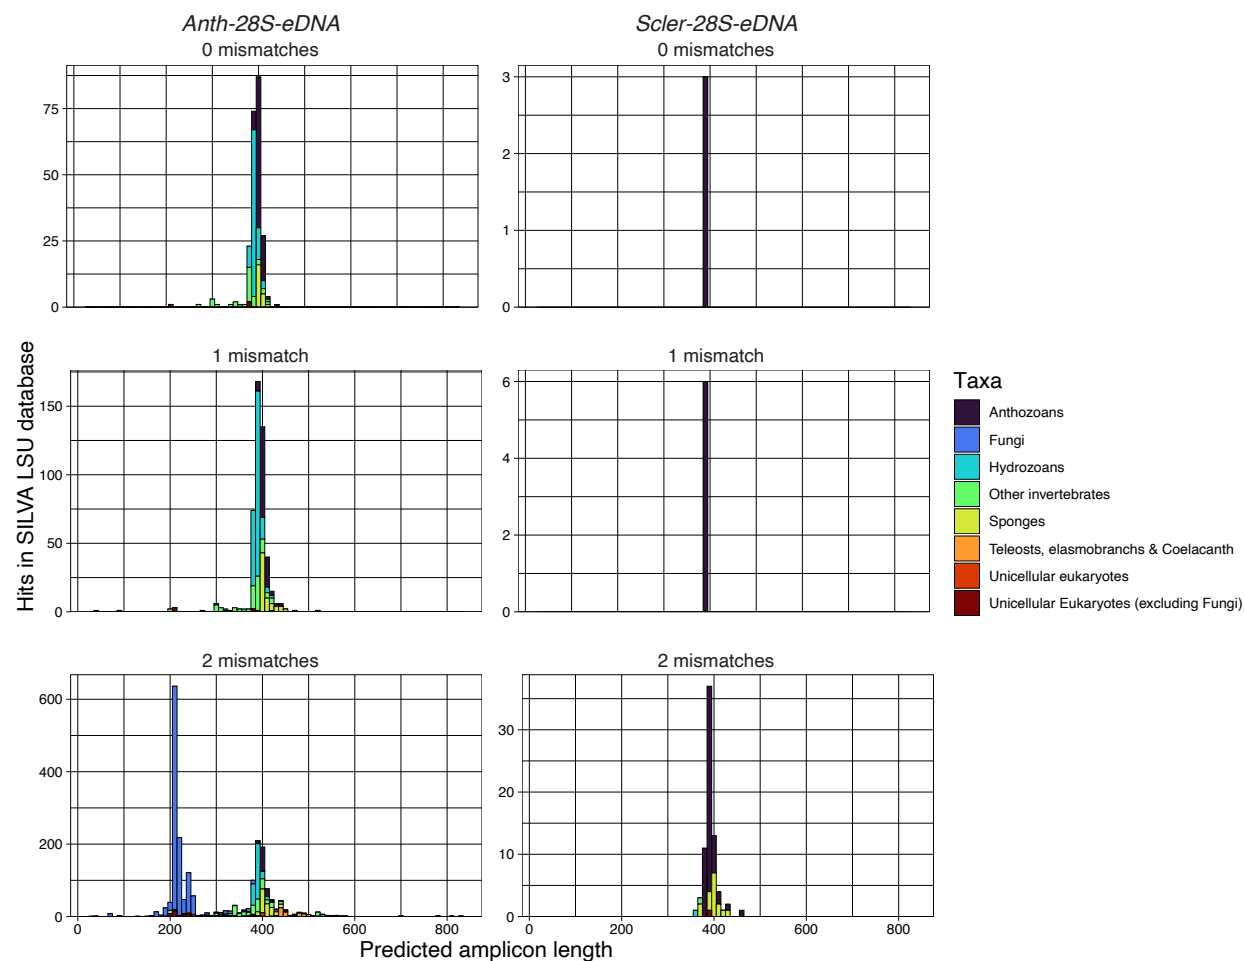 Anth-28S-eDNA
Scler-28S-eDNA
0 mismatches
0 mismatches
75
50
25
0
3
2
1
0
Hits in SILVA LSU database
1 mismatch
1 mismatch
150
100
50
0
6
4
2
0
2 mismatches
2 mismatches
600
400
200
0
30
20
10
0
0 200 400 600 800
0 200 400 600 800
Predicted amplicon length
Taxa
Anthozoans
Fungi
Hydrozoans
Other invertebrates
Sponges
Teleosts, elasmobranchs & Coelacanth
Unicellular eukaryotes
Unicellular Eukaryotes (excluding Fungi)